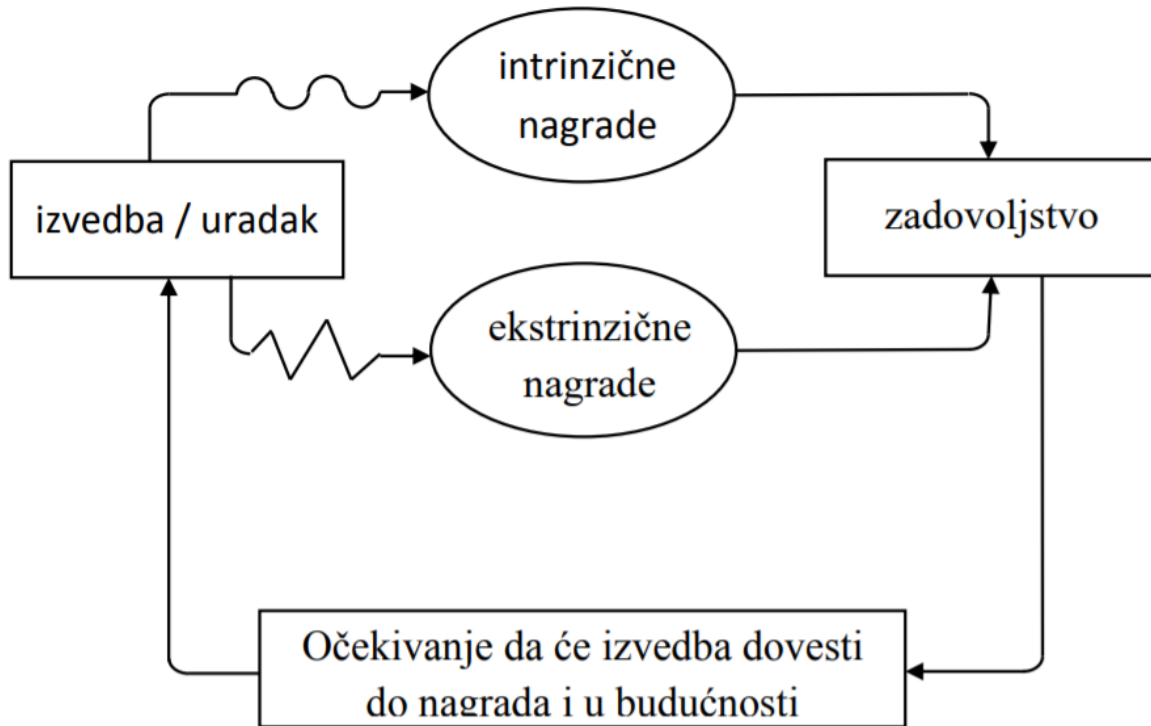 intrinzične
nagrade
izvedba / uradak
zadovoljstvo
ekstrinzične
nagrade
Očekivanje da će izvedba dovesti
do nagrada i u budućnosti